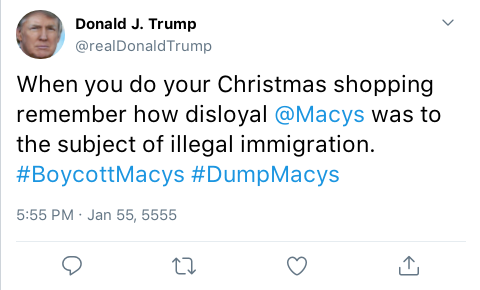 Donald J. Trump
@realDonaldTrump
When you do your Christmas shopping
remember how disloyal @Macys was to
the subject of illegal immigration.
#BoycottMacys #DumpMacys
5:55 PM · Jan 55, 5555